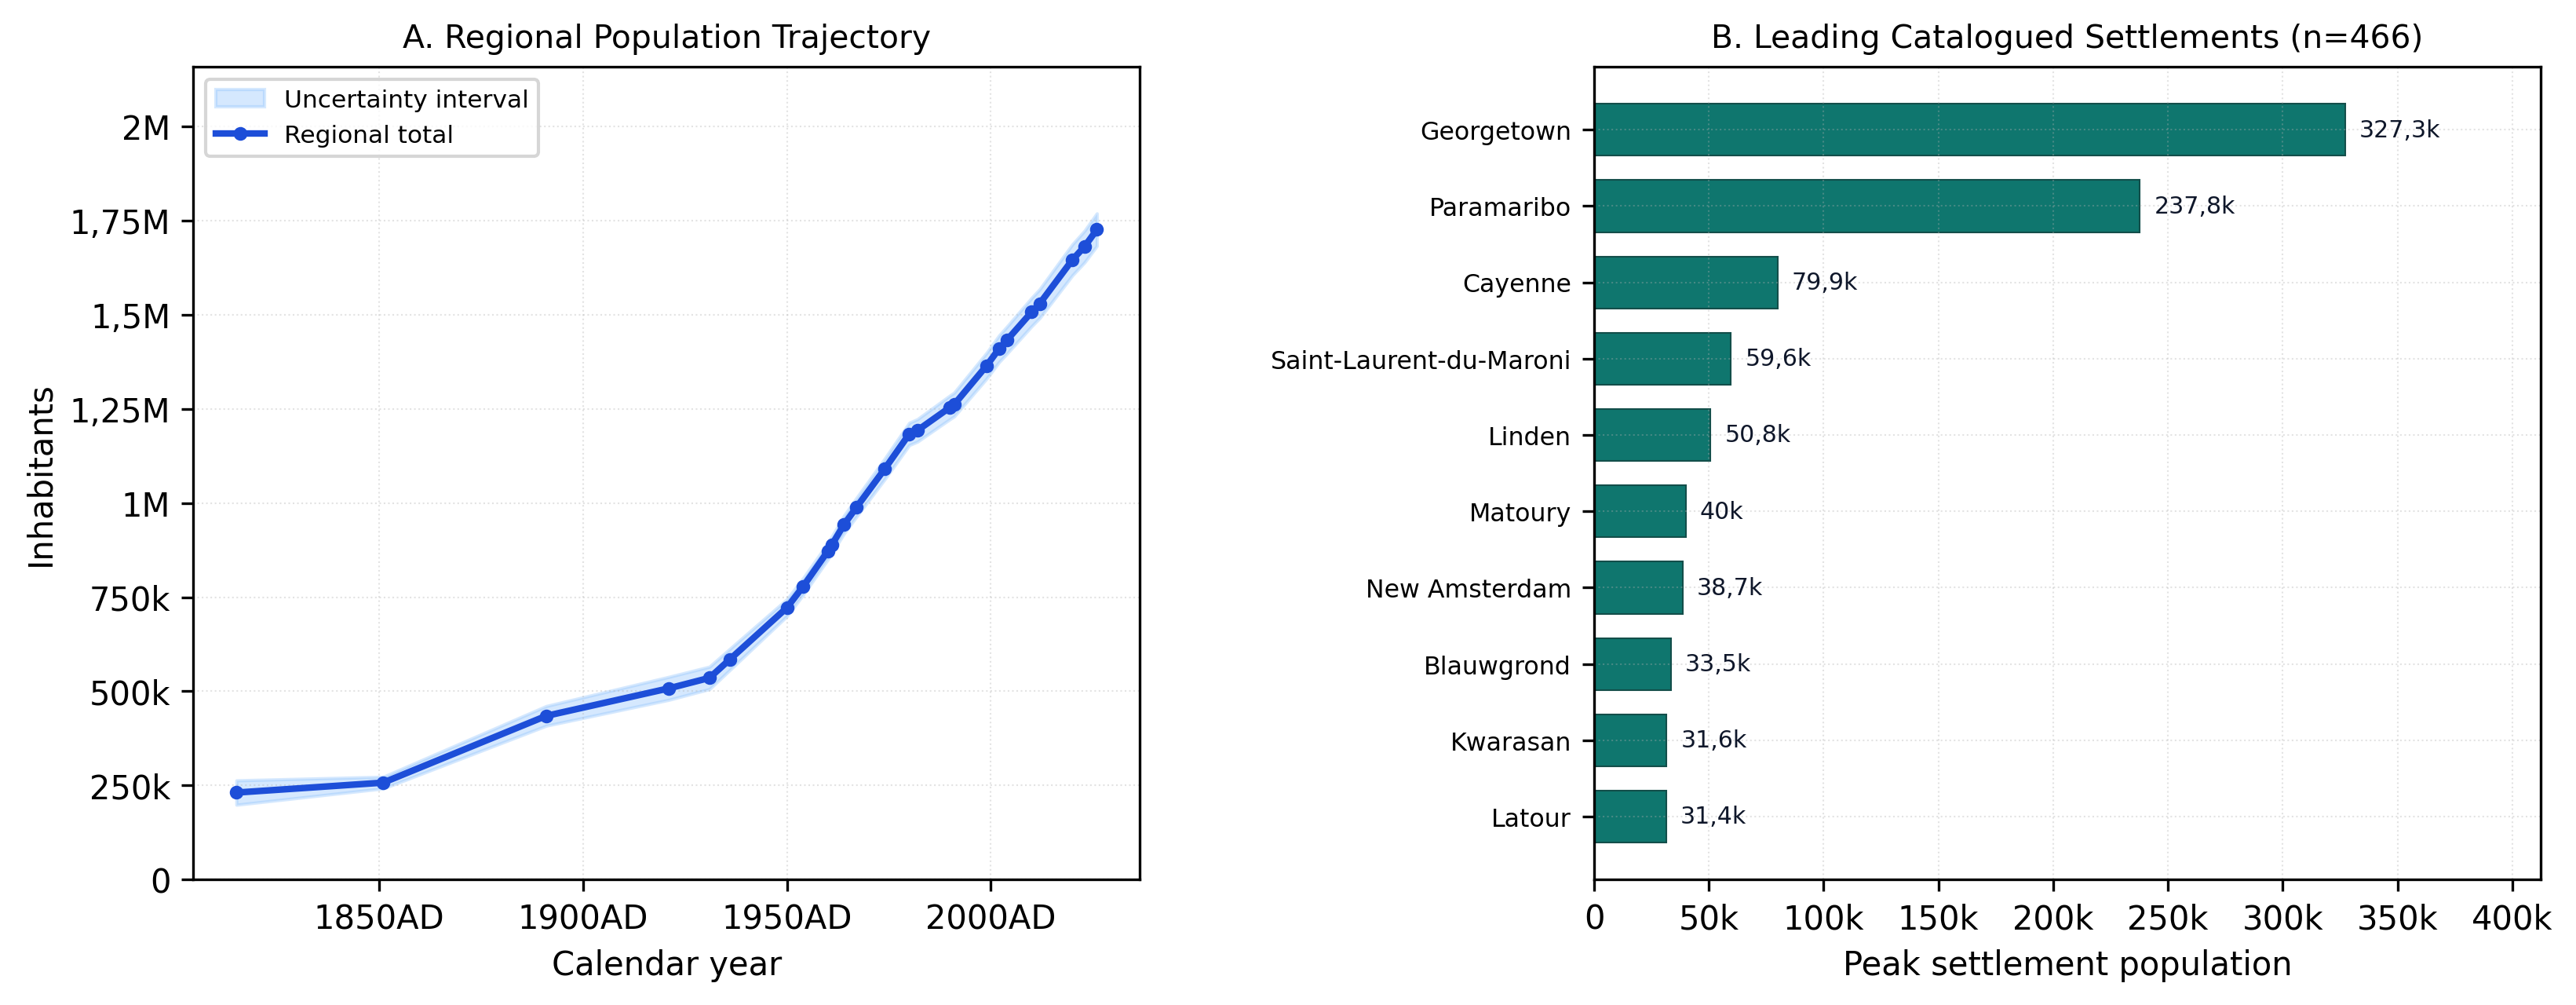 A. Regional Population Trajectory
Uncertainty interval
Regional total
Inhabitants
2M
1,75M
1,5M
1,25M
1M
750k
500k
250k
0
1850AD 1900AD 1950AD 2000AD
Calendar year
B. Leading Catalogued Settlements (n=466)
Georgetown 327,3k
Paramaribo 237,8k
Cayenne 79,9k
Saint-Laurent-du-Maroni 59,6k
Linden 50,8k
Matoury 40k
New Amsterdam 38,7k
Blauwgrond 33,5k
Kwarasan 31,6k
Latour 31,4k
0 50k 100k 150k 200k 250k 300k 350k 400k
Peak settlement population